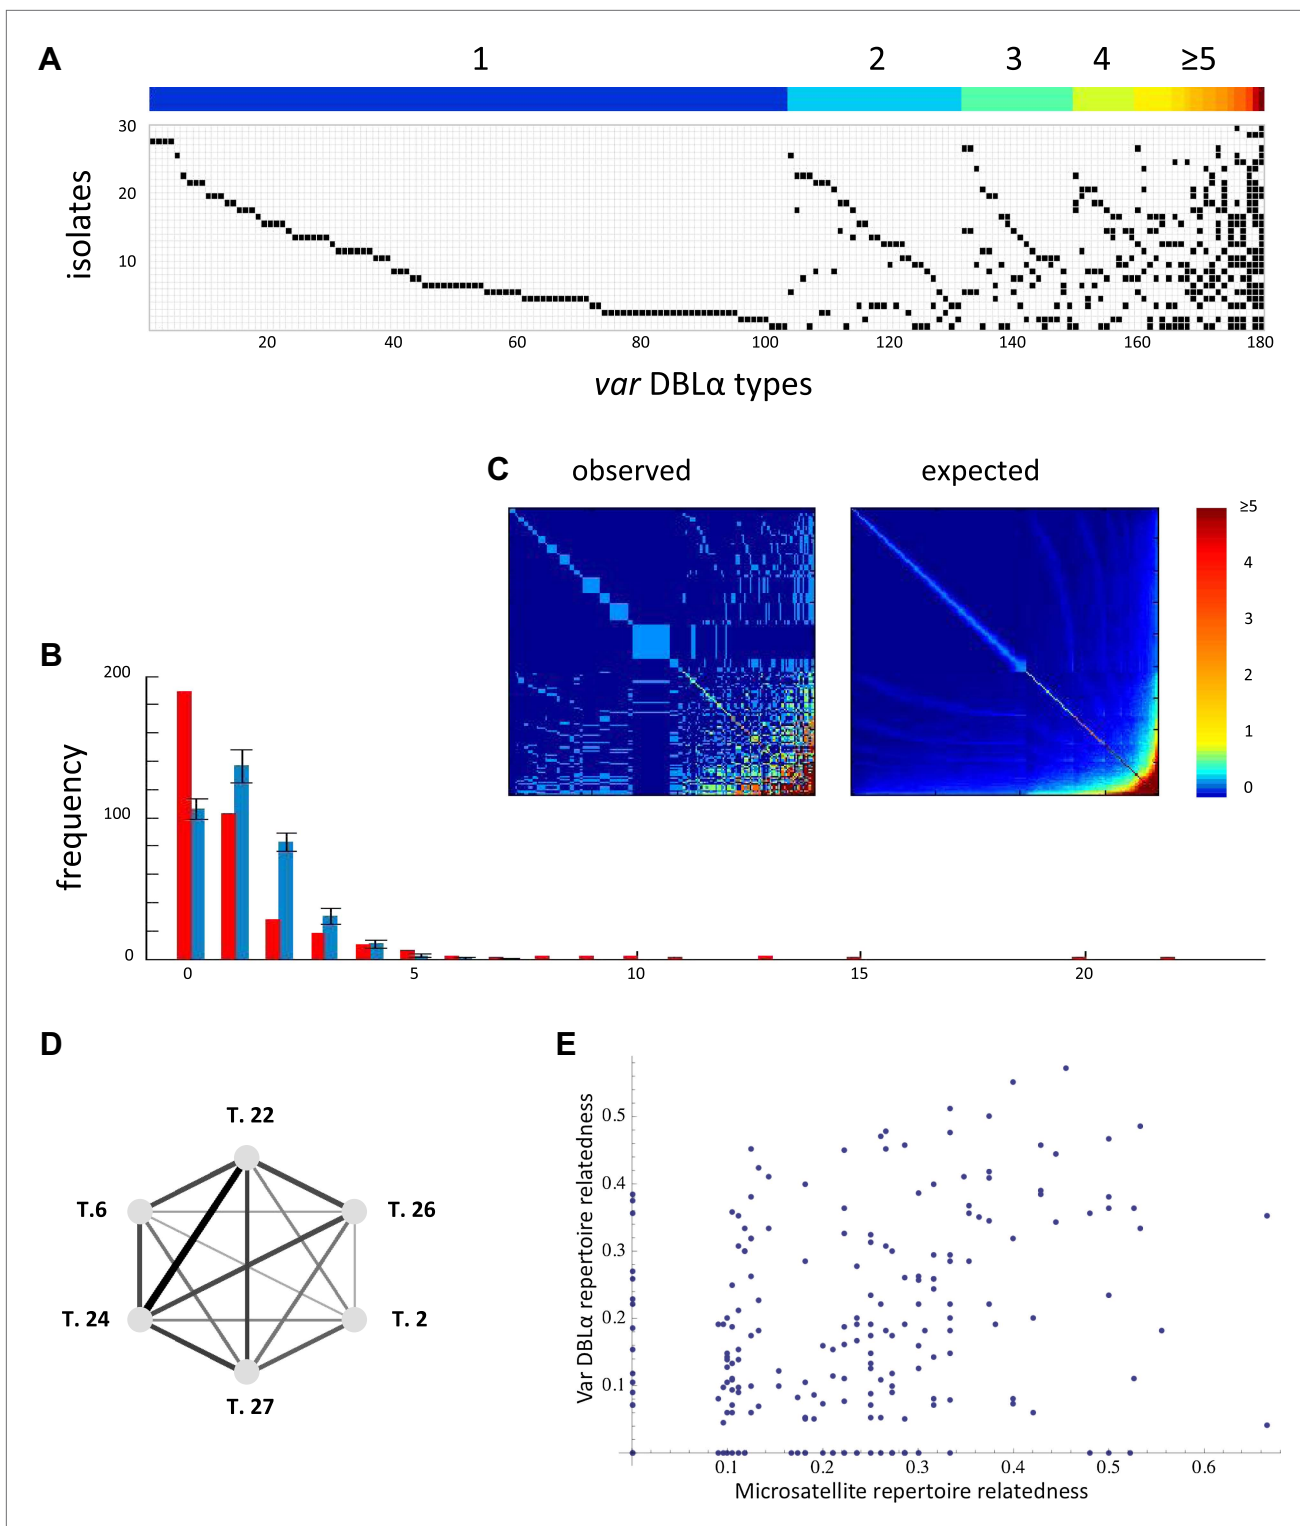 A
1 2 3 4 ≥5
30
20
10
isolates
20 40 60 80 100 120 140 160 180
var DBLα types
C
observed expected
≥5
4
3
2
1
0
B
200
100
0
frequency
0 5 10 15 20
D
T. 22
T.6 T. 26
T. 24 T. 2
T. 27
E
0.5
0.4
0.3
0.2
0.1
Var DBLα repertoire relatedness
0.1 0.2 0.3 0.4 0.5 0.6
Microsatellite repertoire relatedness